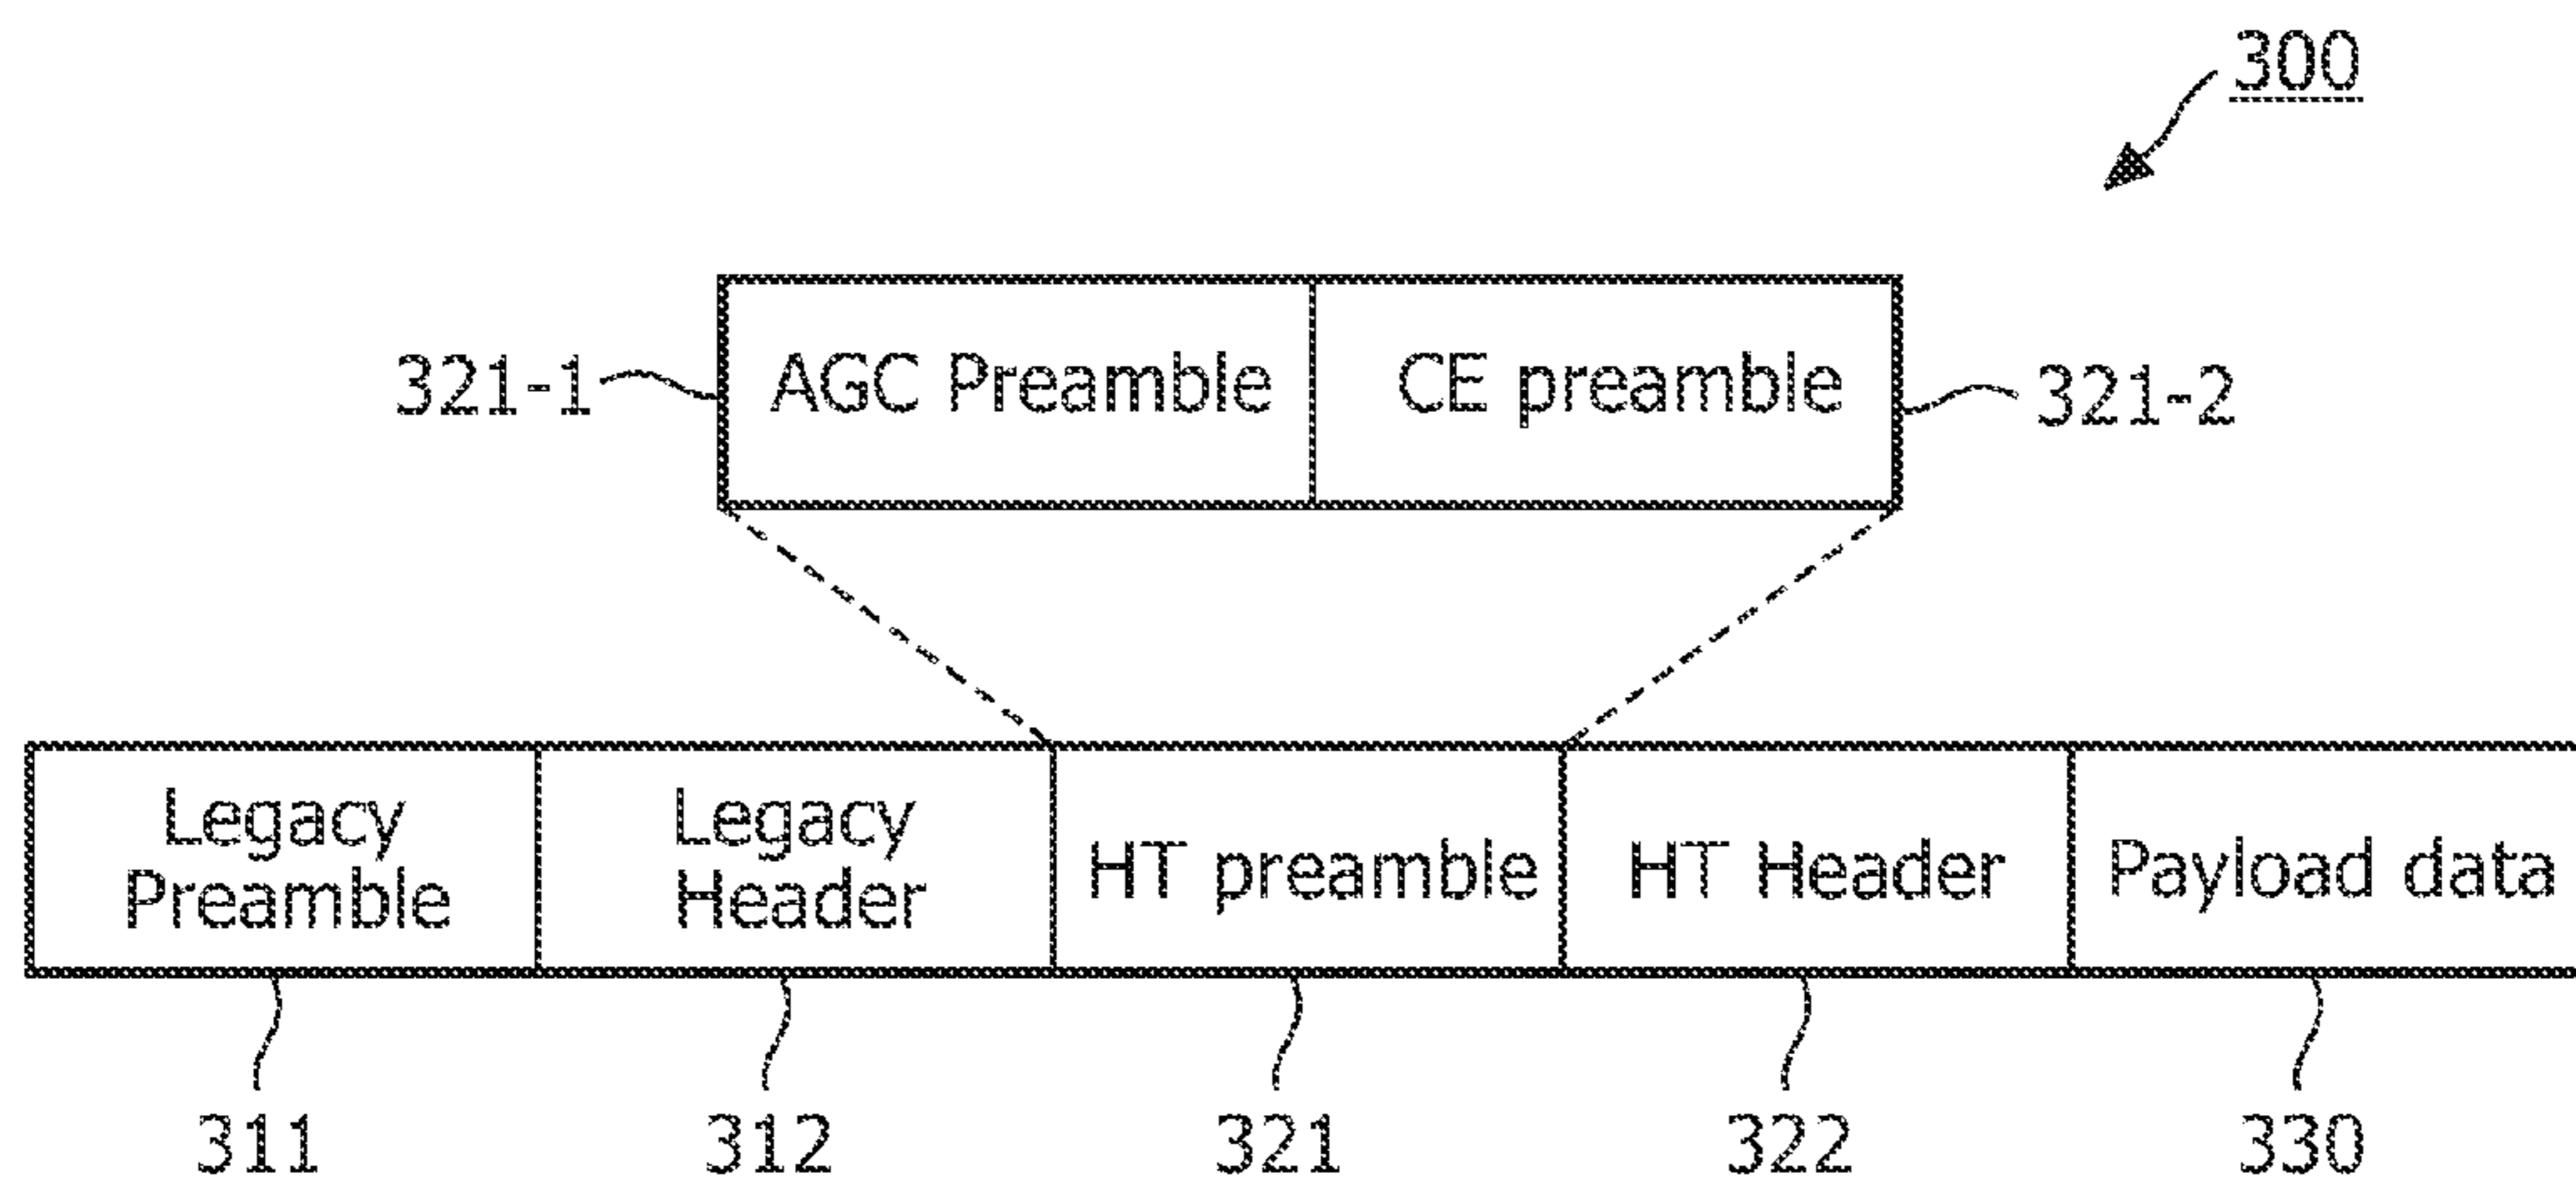 300
321-1
AGC Preamble
CE preamble
321-2
Legacy
Preamble
Legacy
Header
HT preamble
HT Header
Payload data
311
312
321
322
330